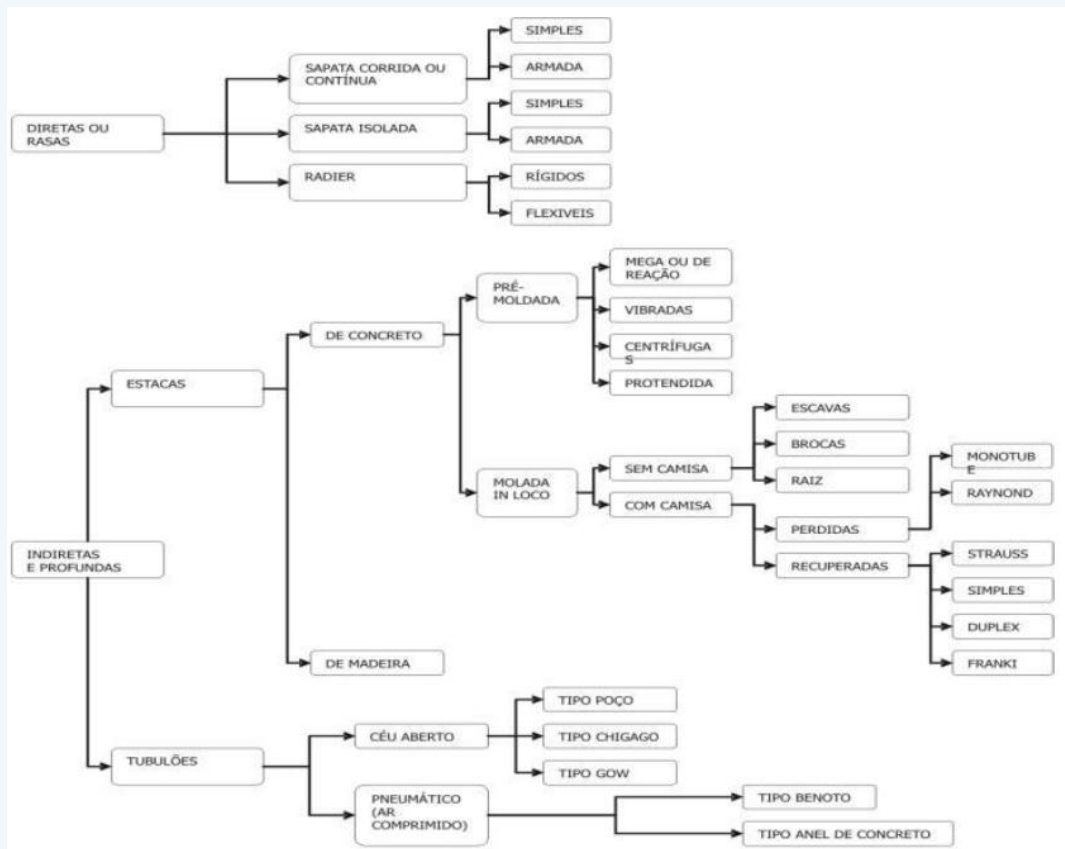 SIMPLES
SAPATA CORRIDA OU
CONTÍNUA
ARMADA
SIMPLES
DIRETAS OU
RASAS
SAPATA ISOLADA
ARMADA
RADIER
RÍGIDOS
FLEXIVEIS
MEGA OU DE
REAÇÃO
PRÉ-
MOLDADA
VIBRADAS
DE CONCRETO
CENTRÍFUGA
S
ESTACAS
PROTENDIDA
ESCAVAS
BROCAS
MONOTUB
E
SEM CAMISA
MOLADA
IN LOCO
RAIZ
RAYNOND
COM CAMISA
PERDIDAS
INDIRETAS
E PROFUNDAS
STRAUSS
RECUPERADAS
SIMPLES
DUPLEX
DE MADEIRA
FRANKI
TIPO POÇO
CÉU ABERTO
TIPO CHIGAGO
TUBULÕES
TIPO GOW
PNEUMÁTICO
(AR
COMPRIMIDO)
TIPO BENOTO
TIPO ANEL DE CONCRETO